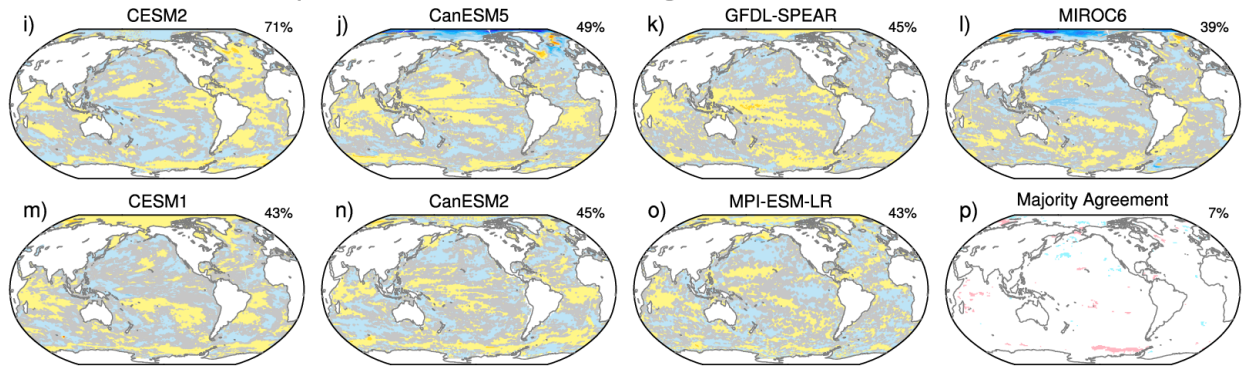 i) CESM2 71%
j) CanESM5 49%
k) GFDL-SPEAR 45%
l) MIROC6 39%
m) CESM1 43%
n) CanESM2 45%
o) MPI-ESM-LR 43%
p) Majority Agreement 7%